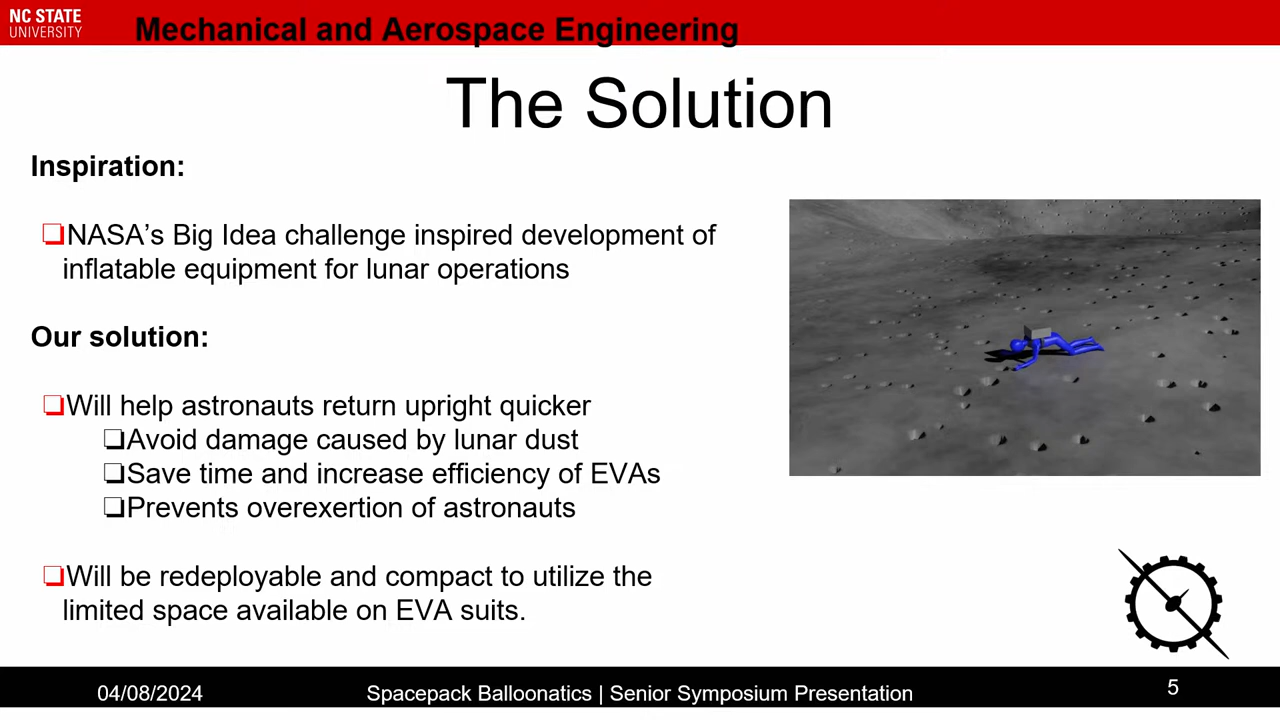 NC STATE
UNIVERSITY
Mechanical and Aerospace Engineering
The Solution
Inspiration:
❏NASA’s Big Idea challenge inspired development of
inflatable equipment for lunar operations
Our solution:
❏Will help astronauts return upright quicker
❏Avoid damage caused by lunar dust
❏Save time and increase efficiency of EVAs
❏Prevents overexertion of astronauts
❏Will be redeployable and compact to utilize the
limited space available on EVA suits.
04/08/2024
Spacepack Balloonatics | Senior Symposium Presentation
5